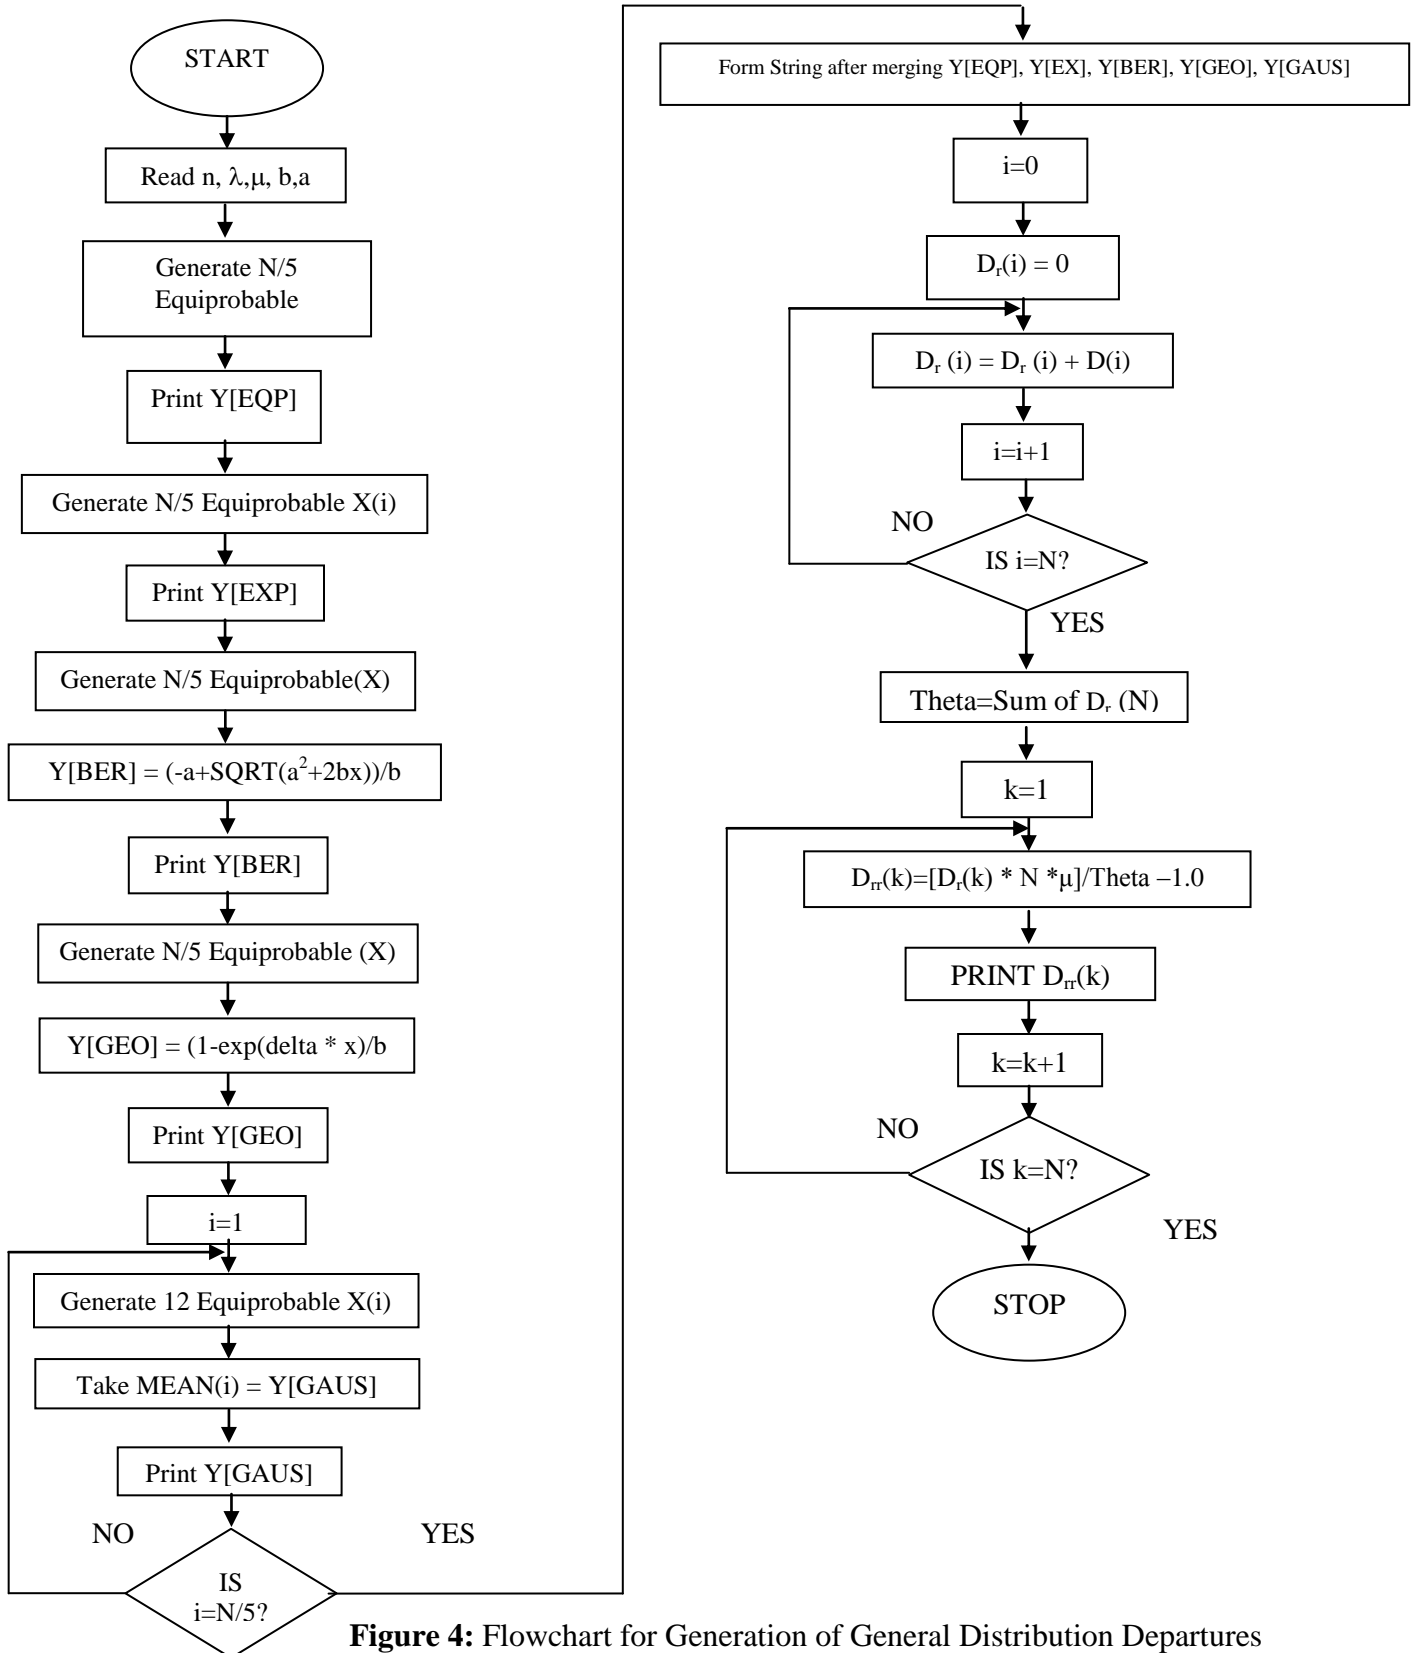 START
Read n, λ,μ, b,a
Generate N/5
Equiprobable
Print Y[EQP]
Generate N/5 Equiprobable X(i)
Print Y[EXP]
Generate N/5 Equiprobable(X)
Y[BER] = (-a+SQRT(a²+2bx))/b
Print Y[BER]
Generate N/5 Equiprobable (X)
Y[GEO] = (1-exp(delta * x)/b
Print Y[GEO]
i=1
Generate 12 Equiprobable X(i)
Take MEAN(i) = Y[GAUS]
Print Y[GAUS]
NO
YES
IS
i=N/5?
Form String after merging Y[EQP], Y[EX], Y[BER], Y[GEO], Y[GAUS]
i=0
Dᵣ(i) = 0
Dᵣ (i) = Dᵣ (i) + D(i)
i=i+1
NO
IS i=N?
YES
Theta=Sum of Dᵣ (N)
k=1
Dᵣᵣ(k)=[Dᵣ(k) * N *μ]/Theta –1.0
PRINT Dᵣᵣ(k)
k=k+1
NO
IS k=N?
YES
STOP
Figure 4: Flowchart for Generation of General Distribution Departures